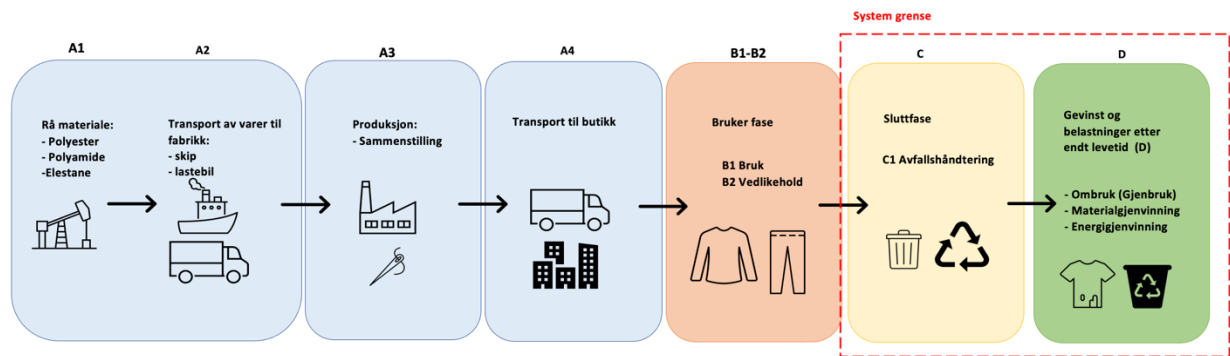 System grense
A1
A2
A3
A4
B1-B2
C
D
Rå materiale:
- Polyester
- Polyamide
-Elestane
Transport av varer til
fabrikk:
- skip
- lastebil
Produksjon:
- Sammenstilling
Transport til butikk
Bruker fase
B1 Bruk
B2 Vedlikehold
Sluttfase
C1 Avfallshåndtering
Gevinst og
belastninger etter
endt levetid (D)
- Ombruk (Gjenbruk)
- Materialgjenvinning
- Energigjenvinning